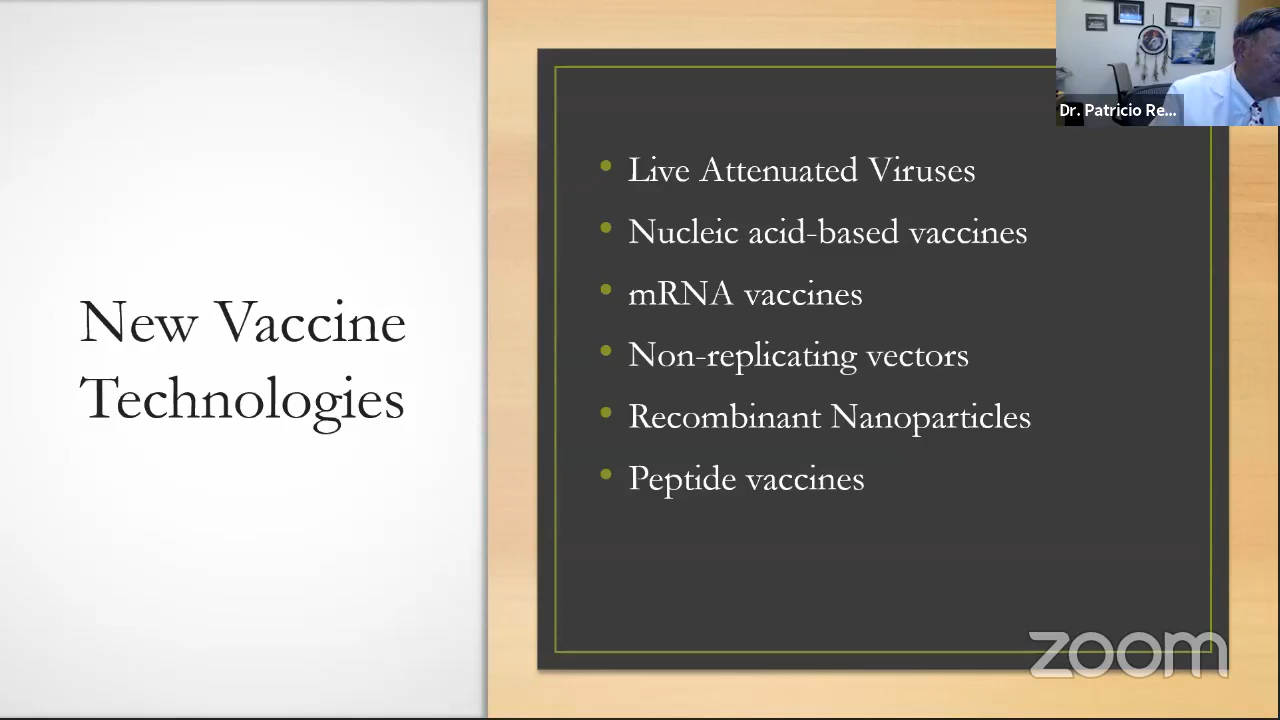 Dr. Patricio Re...
New Vaccine
Technologies
• Live Attenuated Viruses
• Nucleic acid-based vaccines
• mRNA vaccines
• Non-replicating vectors
• Recombinant Nanoparticles
• Peptide vaccines
zoom